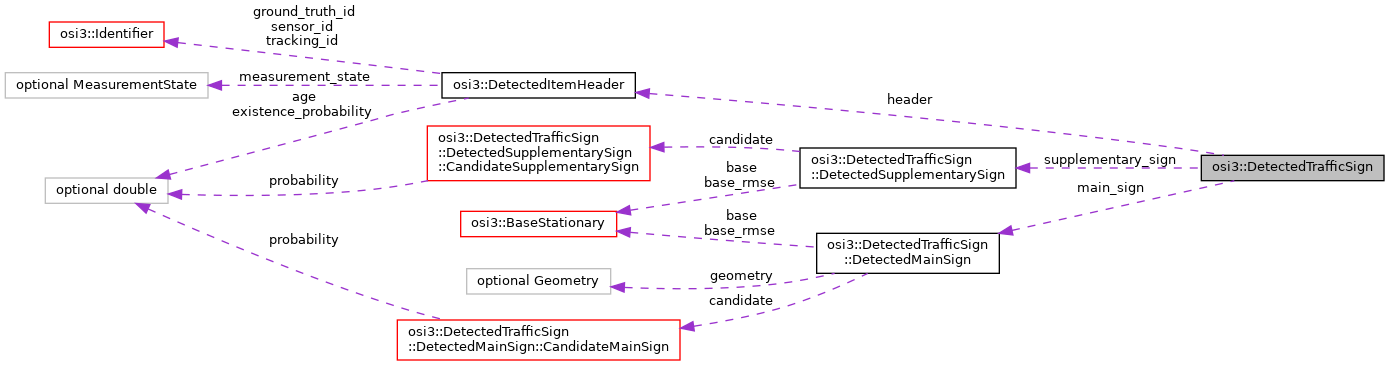 ground_truth_id
sensor_id
tracking_id
osi3::Identifier
measurement_state
optional MeasurementState
osi3::DetectedItemHeader
age
existence_probability
header
osi3::DetectedTrafficSign
::DetectedSupplementarySign
::CandidateSupplementarySign
candidate
osi3::DetectedTrafficSign
::DetectedSupplementarySign
supplementary_sign
osi3::DetectedTrafficSign
optional double
probability
base
base_rmse
main_sign
osi3::BaseStationary
base
base_rmse
osi3::DetectedTrafficSign
::DetectedMainSign
probability
optional Geometry
geometry
candidate
osi3::DetectedTrafficSign
::DetectedMainSign::CandidateMainSign